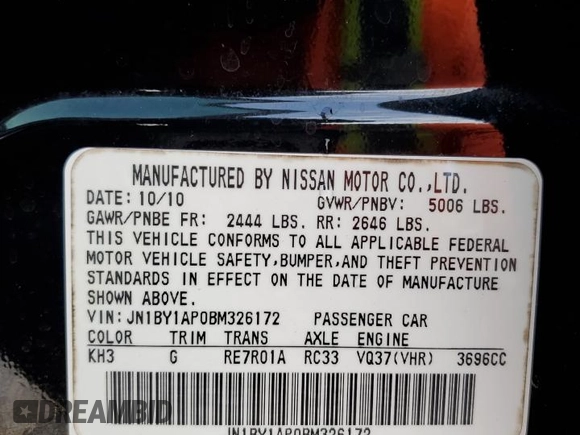 MANUFACTURED BY NISSAN MOTOR CO.,LTD.
DATE: 10/10 GVWR/PNBV: 5006 LBS.
GAWR/PNBE FR: 2444 LBS. RR: 2646 LBS.
THIS VEHICLE CONFORMS TO ALL APPLICABLE FEDERAL
MOTOR VEHICLE SAFETY,BUMPER,AND THEFT PREVENTION
STANDARDS IN EFFECT ON THE DATE OF MANUFACTURE
SHOWN ABOVE.
VIN: JN1BY1AP0BM326172 PASSENGER CAR
COLOR TRIM TRANS AXLE ENGINE
KH3 G RE7R01A RC33 VQ37(VHR) 3696CC
JN1BY1AP0BM326172
DREAMBID